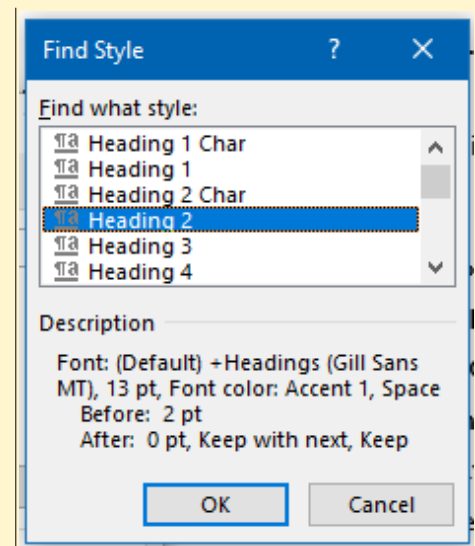 Find Style ? ×
Find what style:
¶a Heading 1 Char
¶a Heading 1
¶a Heading 2 Char
¶a Heading 2
¶a Heading 3
¶a Heading 4
Description
Font: (Default) +Headings (Gill Sans
MT), 13 pt, Font color: Accent 1, Space
Before: 2 pt
After: 0 pt, Keep with next, Keep
OK Cancel